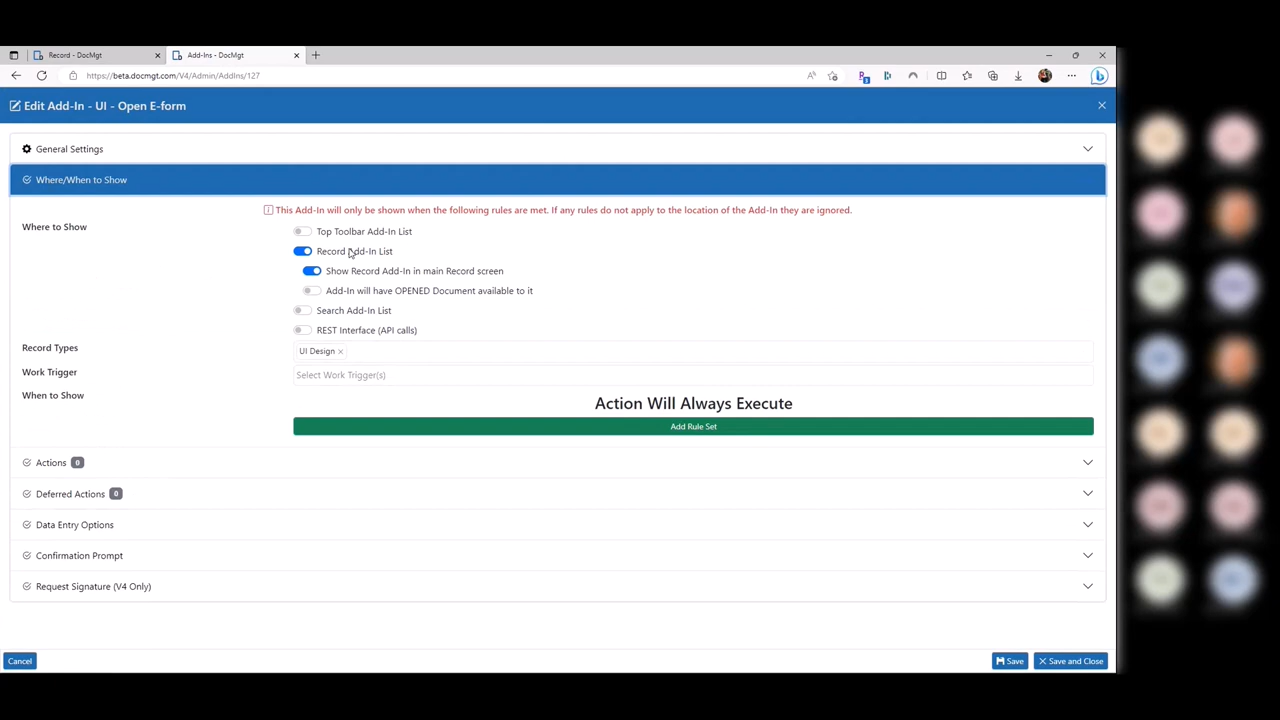 Record - DocMgt
Add-Ins - DocMgt
https://beta.docmgt.com/V4/Admin/AddIns/127
Edit Add-In - UI - Open E-form
General Settings
Where/When to Show
This Add-In will only be shown when the following rules are met. If any rules do not apply to the location of the Add-In they are ignored.
Where to Show
Top Toolbar Add-In List
Record Add-In List
Show Record Add-In in main Record screen
Add-In will have OPENED Document available to it
Search Add-In List
REST Interface (API calls)
Record Types
UI Design
Work Trigger
Select Work Trigger(s)
When to Show
Action Will Always Execute
Add Rule Set
Actions 0
Deferred Actions 0
Data Entry Options
Confirmation Prompt
Request Signature (V4 Only)
Cancel
Save
Save and Close